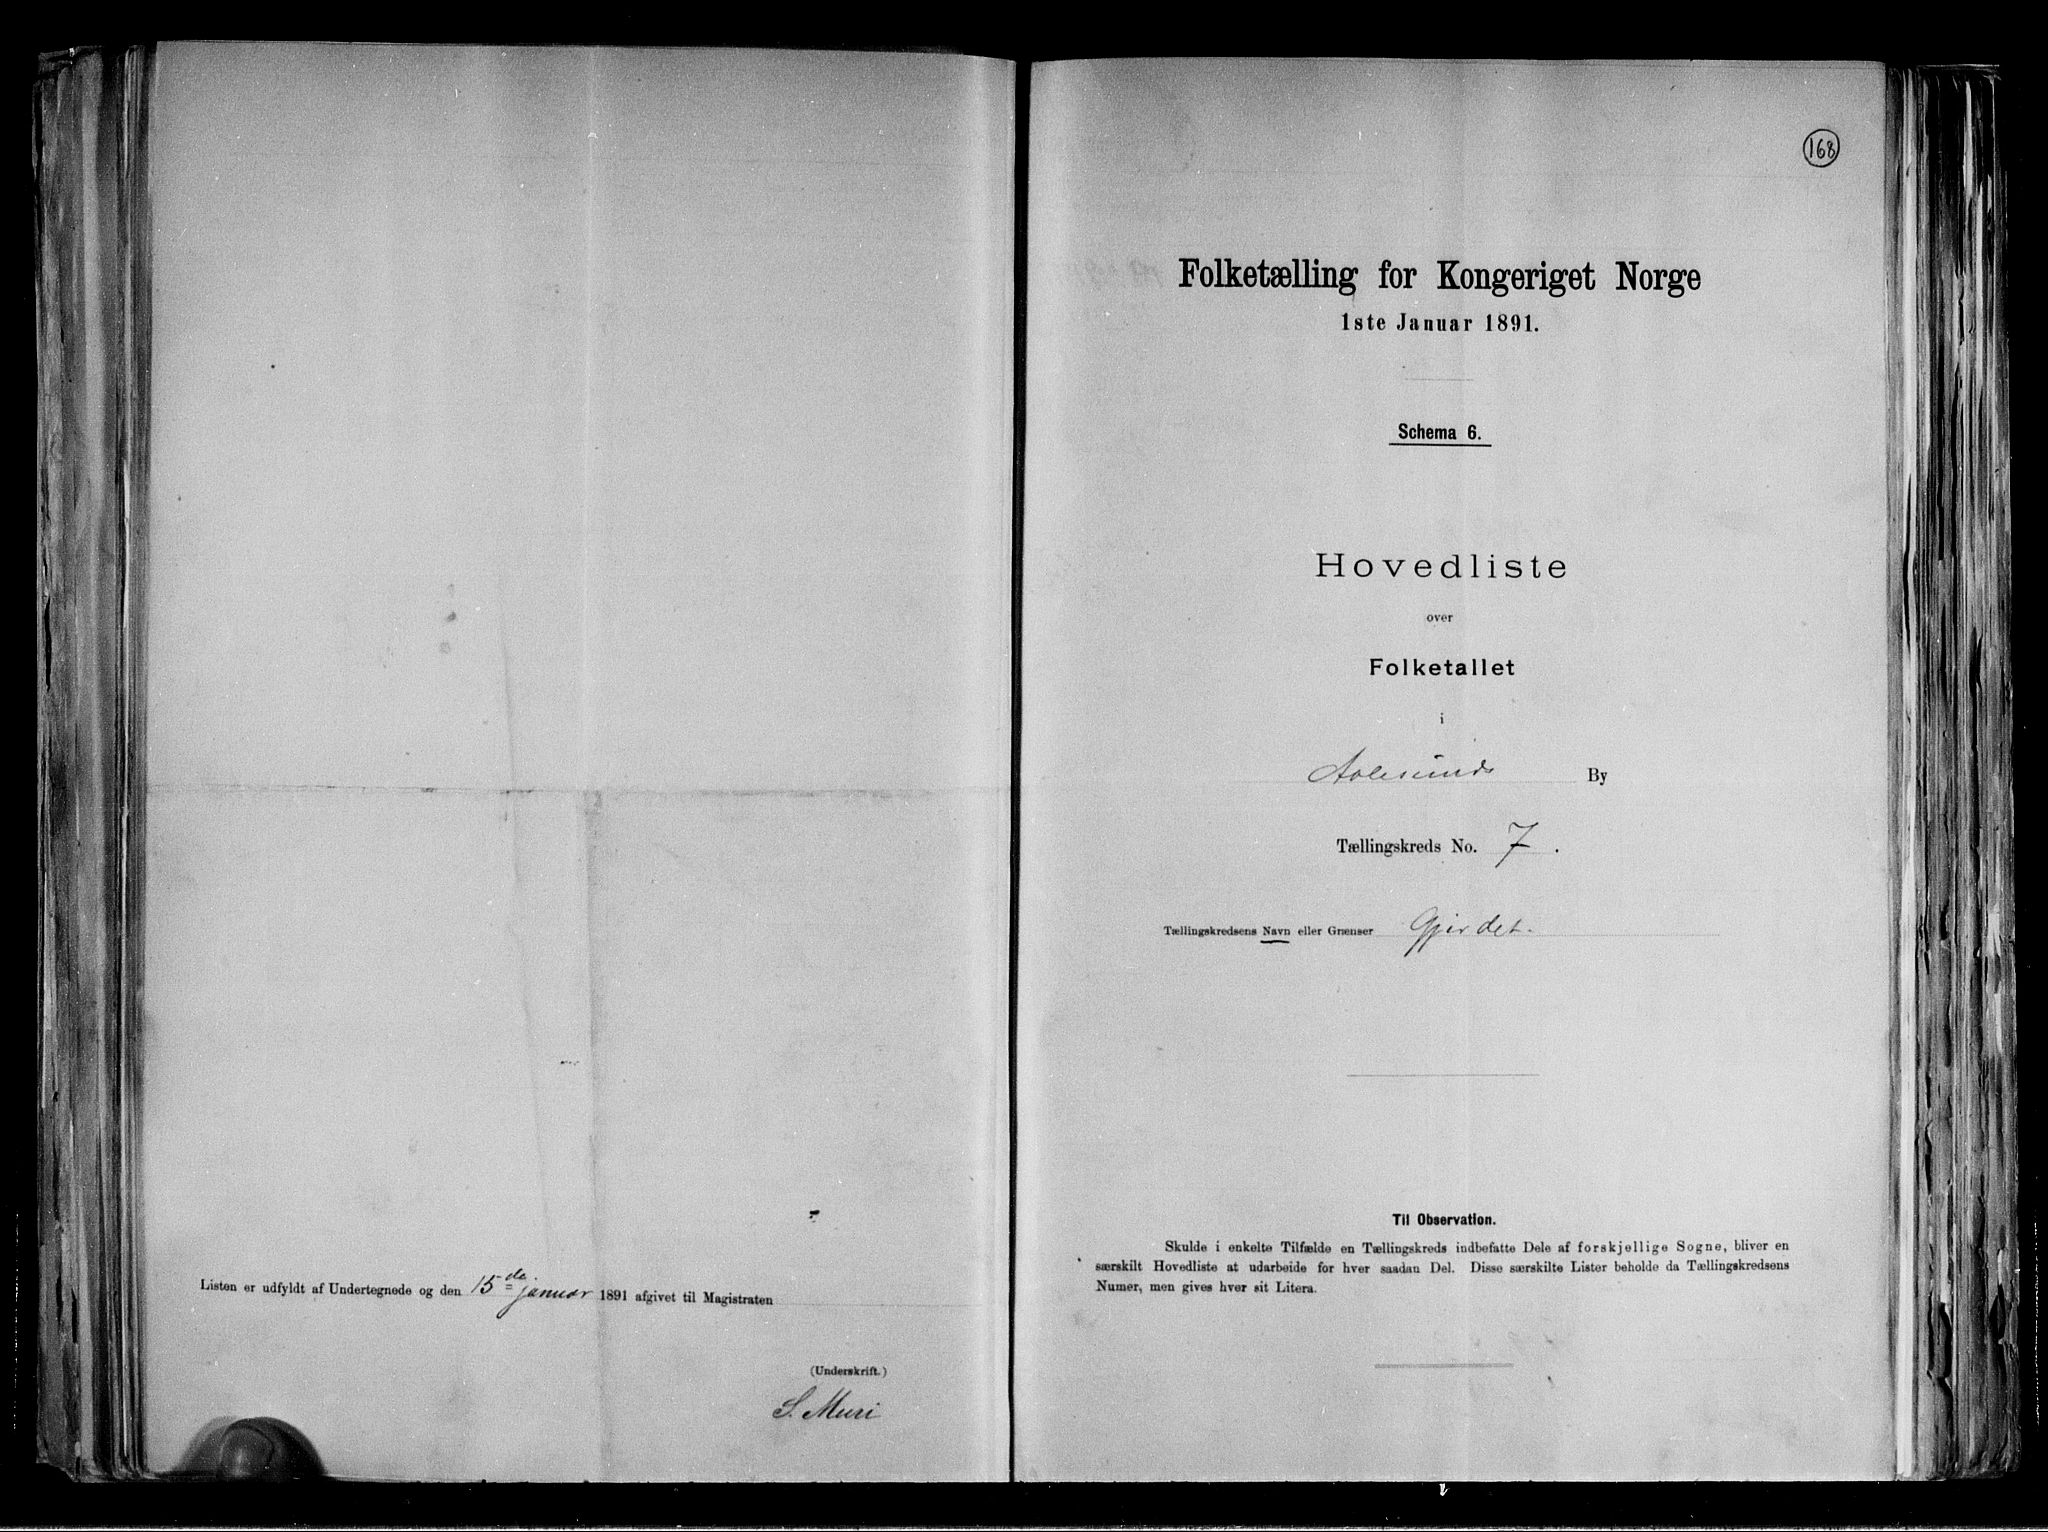 Listen er udfyldt af Undertegnede og den 15de januar 1891 afgivet til Magistraten
(Underskrift.)
S. Muri
168
Folketælling for Kongeriget Norge
1ste Januar 1891.
Schema 6.
Hovedliste
over
Folketallet
i
Aalesunds By
Tællingskreds No. 7.
Tællingskredsens Navn eller Grænser Gjerdet.
Til Observation.
Skulde i enkelte Tilfælde en Tællingskreds indbefatte Dele af forskjellige Sogne, bliver en
særskilt Hovedliste at udarbeide for hver saadan Del. Disse særskilte Lister beholde da Tællingskredsens
Numer, men gives hver sit Litera.